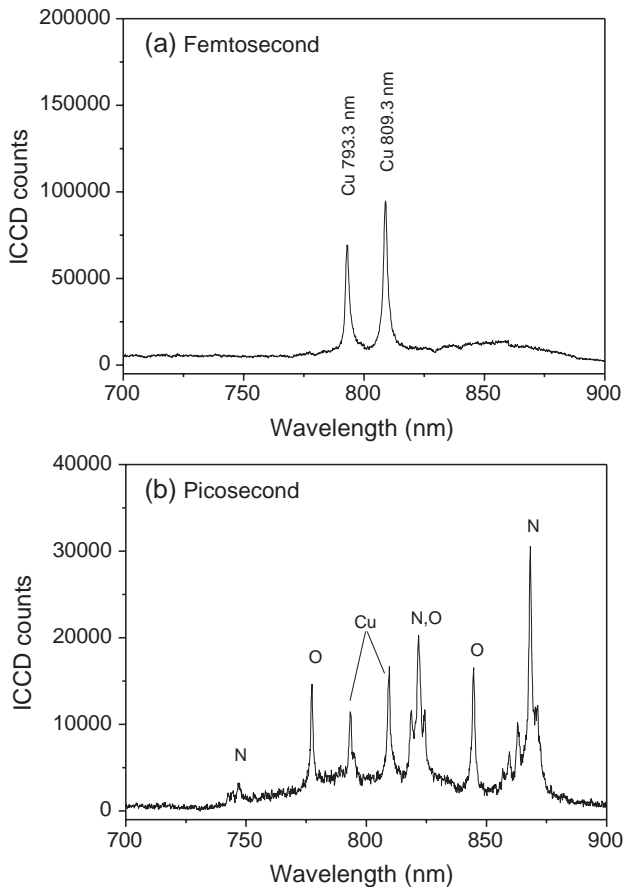 (a) Femtosecond
200000
150000
100000
50000
0
ICCD counts
Cu 793.3 nm
Cu 809.3 nm
700 750 800 850 900
Wavelength (nm)
(b) Picosecond
40000
30000
20000
10000
0
ICCD counts
N
O
Cu
N,O
O
N
700 750 800 850 900
Wavelength (nm)